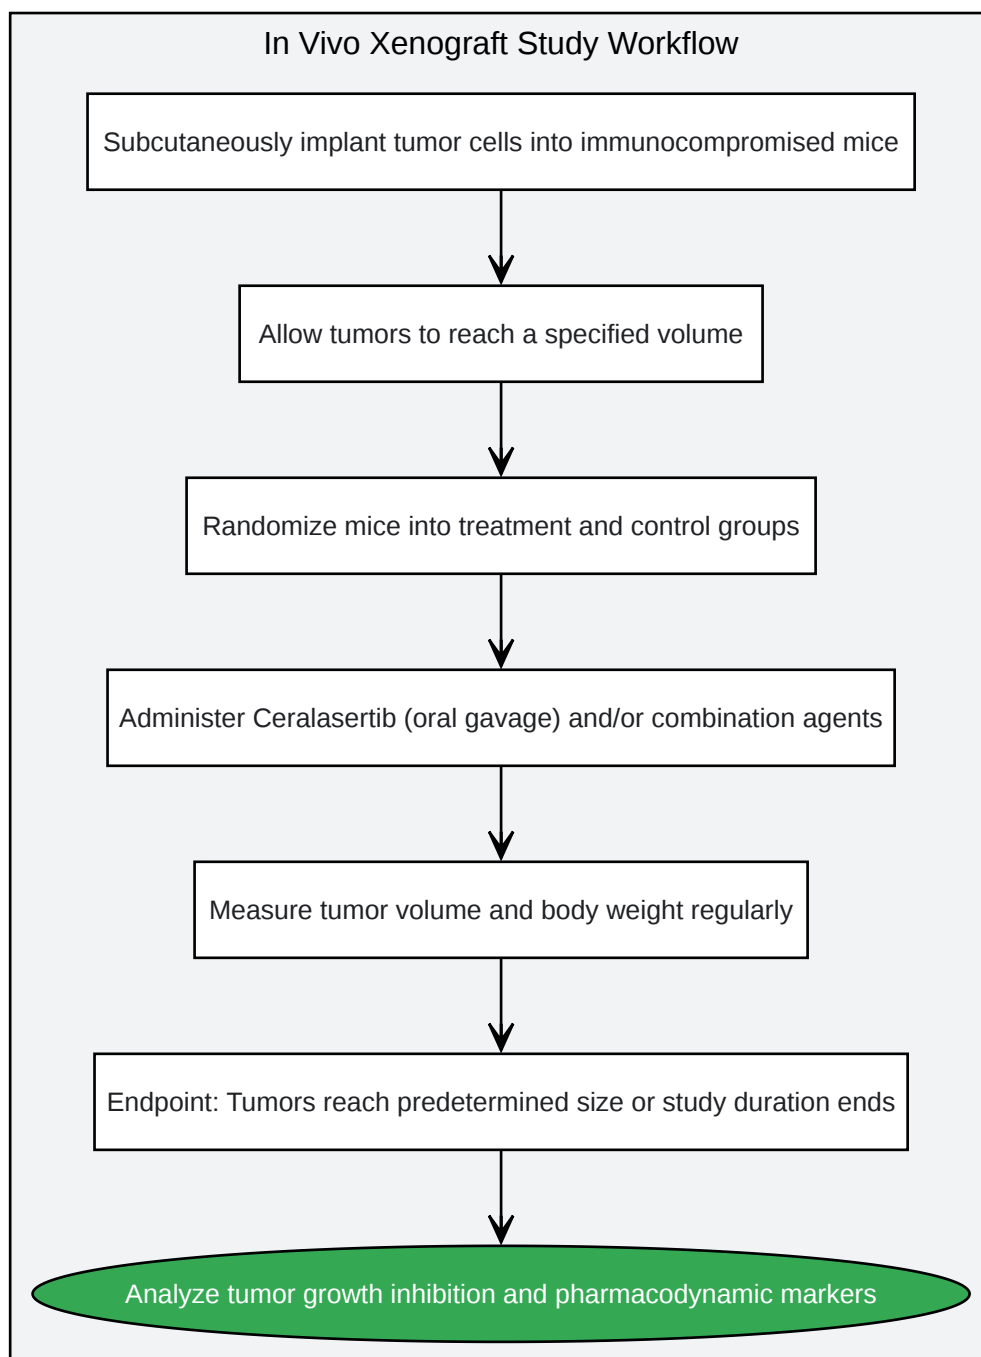 In Vivo Xenograft Study Workflow
Subcutaneously implant tumor cells into immunocompromised mice
Allow tumors to reach a specified volume
Randomize mice into treatment and control groups
Administer Ceralasertib (oral gavage) and/or combination agents
Measure tumor volume and body weight regularly
Endpoint: Tumors reach predetermined size or study duration ends
Analyze tumor growth inhibition and pharmacodynamic markers